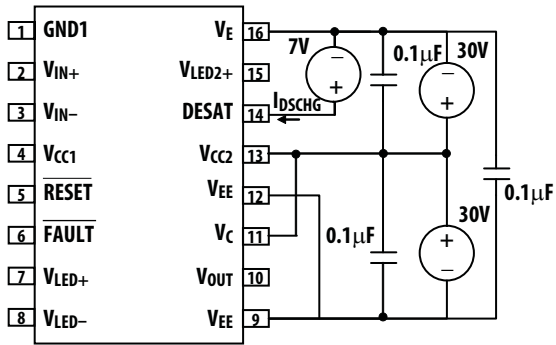 1 GND1
2 VIN+
3 VIN−
4 VCC1
5 RESET
6 FAULT
7 VLED+
8 VLED−
VE 16
VLED2+ 15
DESAT 14
VCC2 13
VEE 12
VC 11
VOUT 10
VEE 9
7V
−
+
IDSCHG
0.1μF
30V
−
+
0.1μF
0.1μF
30V
+
−